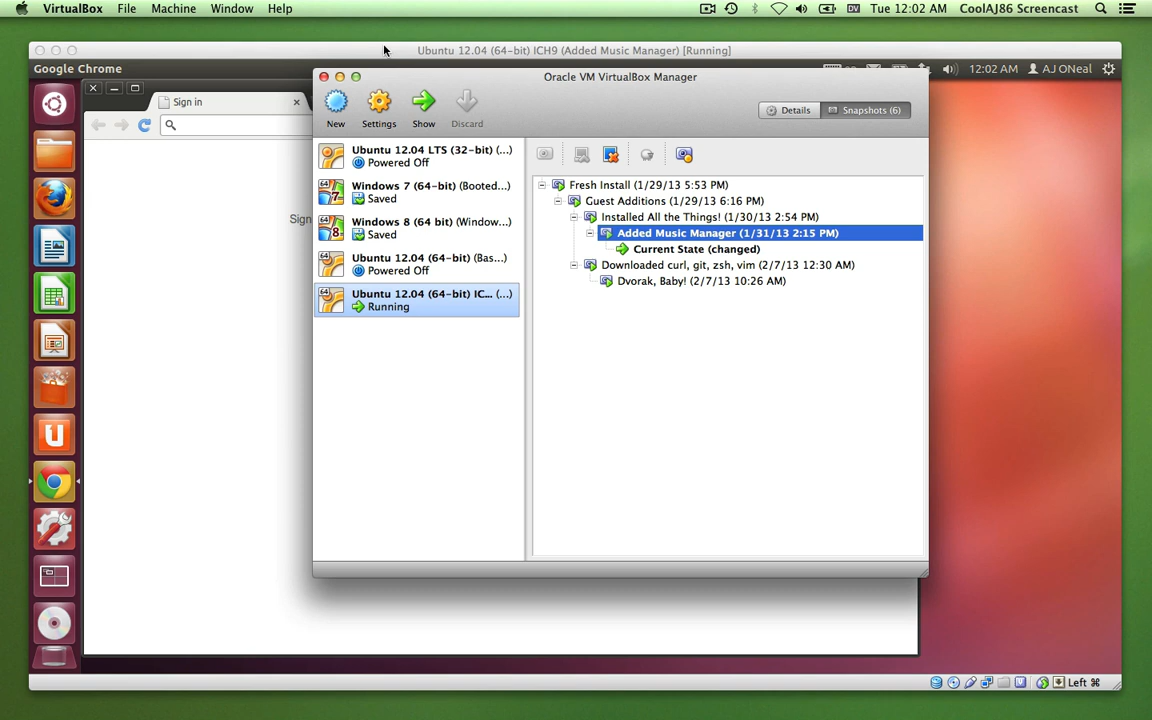 VirtualBox File Machine Window Help
DV Tue 12:02 AM CoolAJ86 Screencast
Ubuntu 12.04 (64-bit) ICH9 (Added Music Manager) [Running]
Google Chrome
12:02 AM AJ ONeal
Oracle VM VirtualBox Manager
Sign in
New Settings Show Discard
Details Snapshots (6)
Sign
Ubuntu 12.04 LTS (32-bit) (...)
Powered Off
Windows 7 (64-bit) (Booted...)
Saved
Windows 8 (64 bit) (Window...)
Saved
Ubuntu 12.04 (64-bit) (Bas...)
Powered Off
Ubuntu 12.04 (64-bit) IC... (...)
Running
Fresh Install (1/29/13 5:53 PM)
Guest Additions (1/29/13 6:16 PM)
Installed All the Things! (1/30/13 2:54 PM)
Added Music Manager (1/31/13 2:15 PM)
Current State (changed)
Downloaded curl, git, zsh, vim (2/7/13 12:30 AM)
Dvorak, Baby! (2/7/13 10:26 AM)
Left ⌘